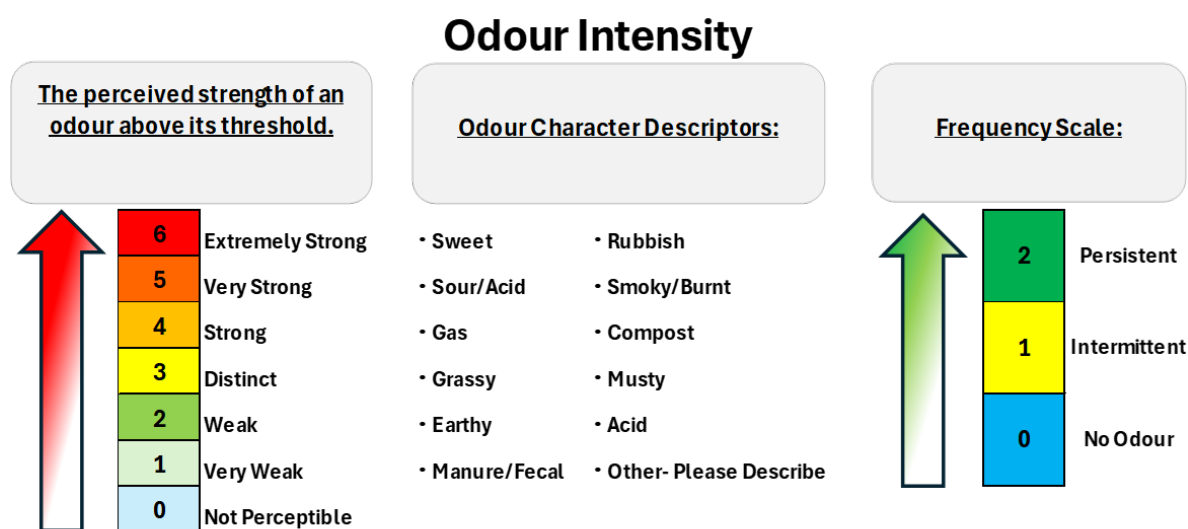 Odour Intensity
The perceived strength of an
odour above its threshold.
Odour Character Descriptors:
Frequency Scale:
6 Extremely Strong
5 Very Strong
4 Strong
3 Distinct
2 Weak
1 Very Weak
0 Not Perceptible
• Sweet
• Sour/Acid
• Gas
• Grassy
• Earthy
• Manure/Fecal
• Rubbish
• Smoky/Burnt
• Compost
• Musty
• Acid
• Other- Please Describe
2 Persistent
1 Intermittent
0 No Odour